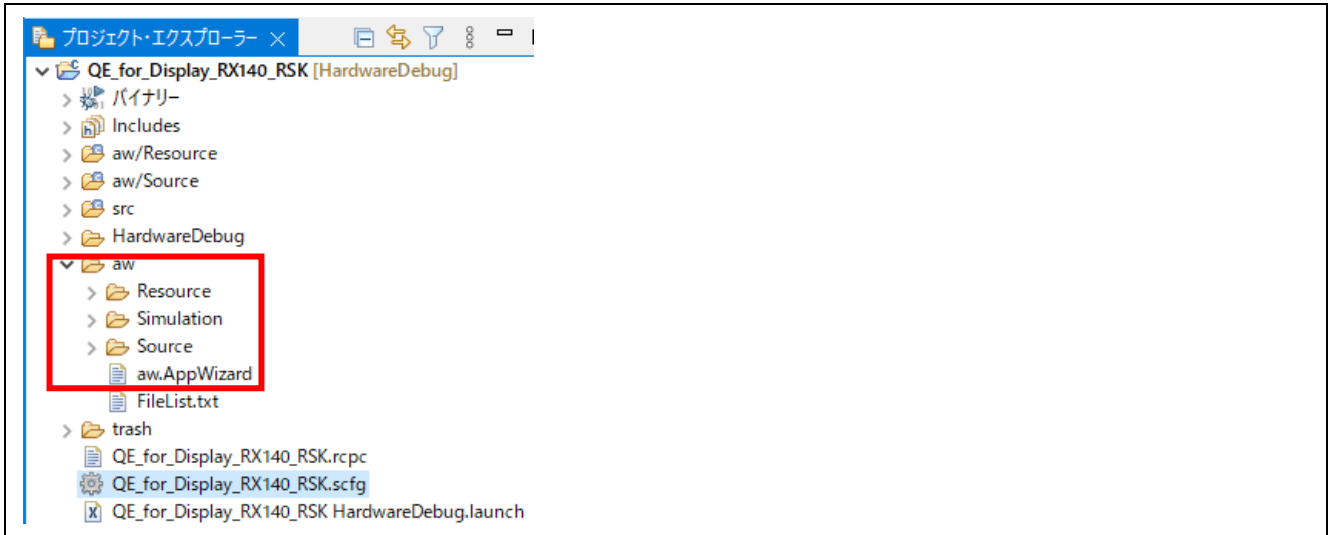 プロジェクト・エクスプローラー
QE_for_Display_RX140_RSK [HardwareDebug]
バイナリー
Includes
aw/Resource
aw/Source
src
HardwareDebug
aw
Resource
Simulation
Source
aw.AppWizard
FileList.txt
trash
QE_for_Display_RX140_RSK.rcpc
QE_for_Display_RX140_RSK.scfg
QE_for_Display_RX140_RSK HardwareDebug.launch